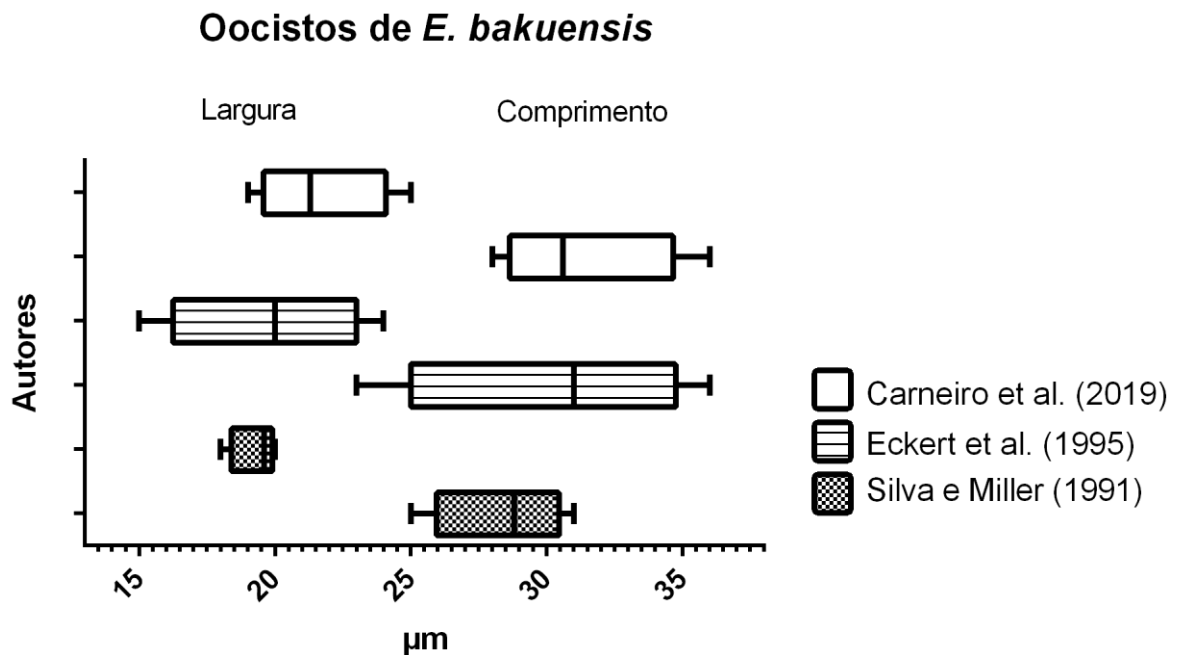 Oocistos de E. bakuensis
Largura
Comprimento
Autores
Carneiro et al. (2019)
Eckert et al. (1995)
Silva e Miller (1991)
15
20
25
30
35
µm